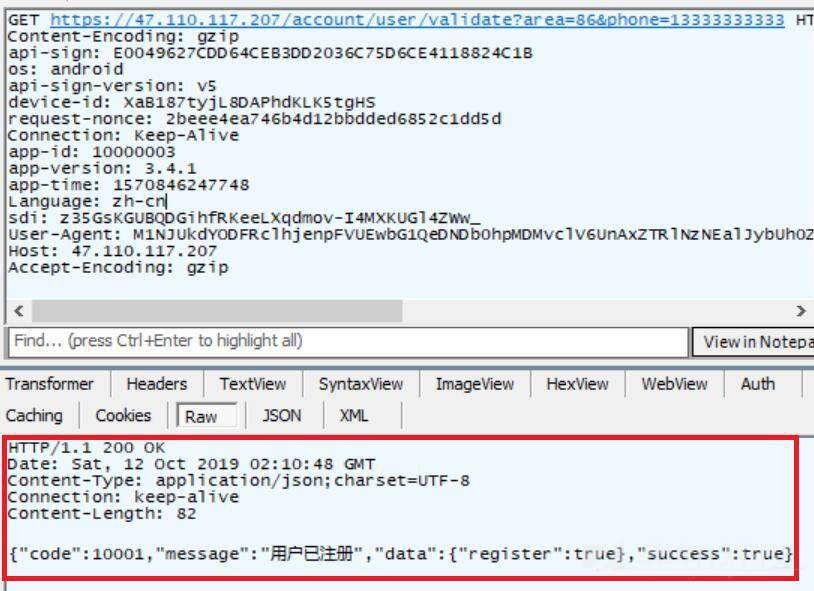 GET https://47.110.117.207/account/user/validate?area=86&phone=13333333333 HT
Content-Encoding: gzip
api-sign: E0049627CDD64CEB3DD2036C75D6CE4118824C1B
os: android
api-sign-version: v5
device-id: XaB187tyjL8DAPhdKLK5tgHS
request-nonce: 2beee4ea746b4d12bbdded6852c1dd5d
Connection: Keep-Alive
app-id: 10000003
app-version: 3.4.1
app-time: 1570846247748
Language: zh-cn
sdi: z35GsKGUBQDGihfRKeeLXqdmov-I4MXKUGl4ZWw_
User-Agent: M1NJUkdYODFRclhjenpFVUEwbG1QeDNDb0hpMDMvclV6UnAxZTRlNzNEalJybUhOZ
Host: 47.110.117.207
Accept-Encoding: gzip
Find... (press Ctrl+Enter to highlight all)
View in Notepa
Transformer Headers TextView SyntaxView ImageView HexView WebView Auth
Caching Cookies Raw JSON XML
HTTP/1.1 200 OK
Date: Sat, 12 Oct 2019 02:10:48 GMT
Content-Type: application/json;charset=UTF-8
Connection: keep-alive
Content-Length: 82
{"code":10001,"message":"用户已注册","data":{"register":true},"success":true}